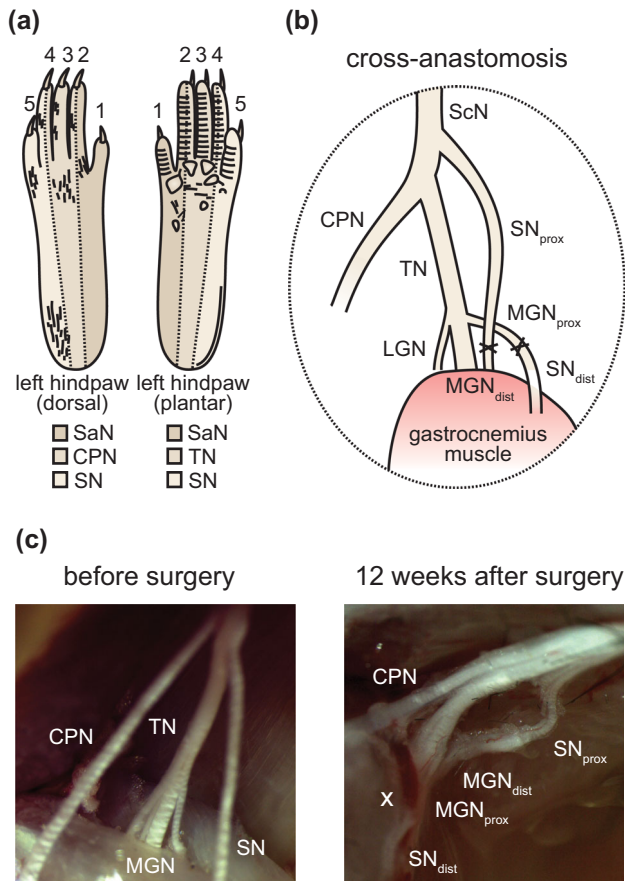 (a)
4 3 2
5
1
2 3 4
1
5
left hindpaw
(dorsal)
SaN
CPN
SN
left hindpaw
(plantar)
SaN
TN
SN
(b)
cross-anastomosis
ScN
CPN
SNprox
TN
MGNprox
LGN
SNdist
MGNdist
gastrocnemius
muscle
(c)
before surgery
CPN
TN
MGN
SN
12 weeks after surgery
CPN
SNprox
MGNdist
X
MGNprox
SNdist